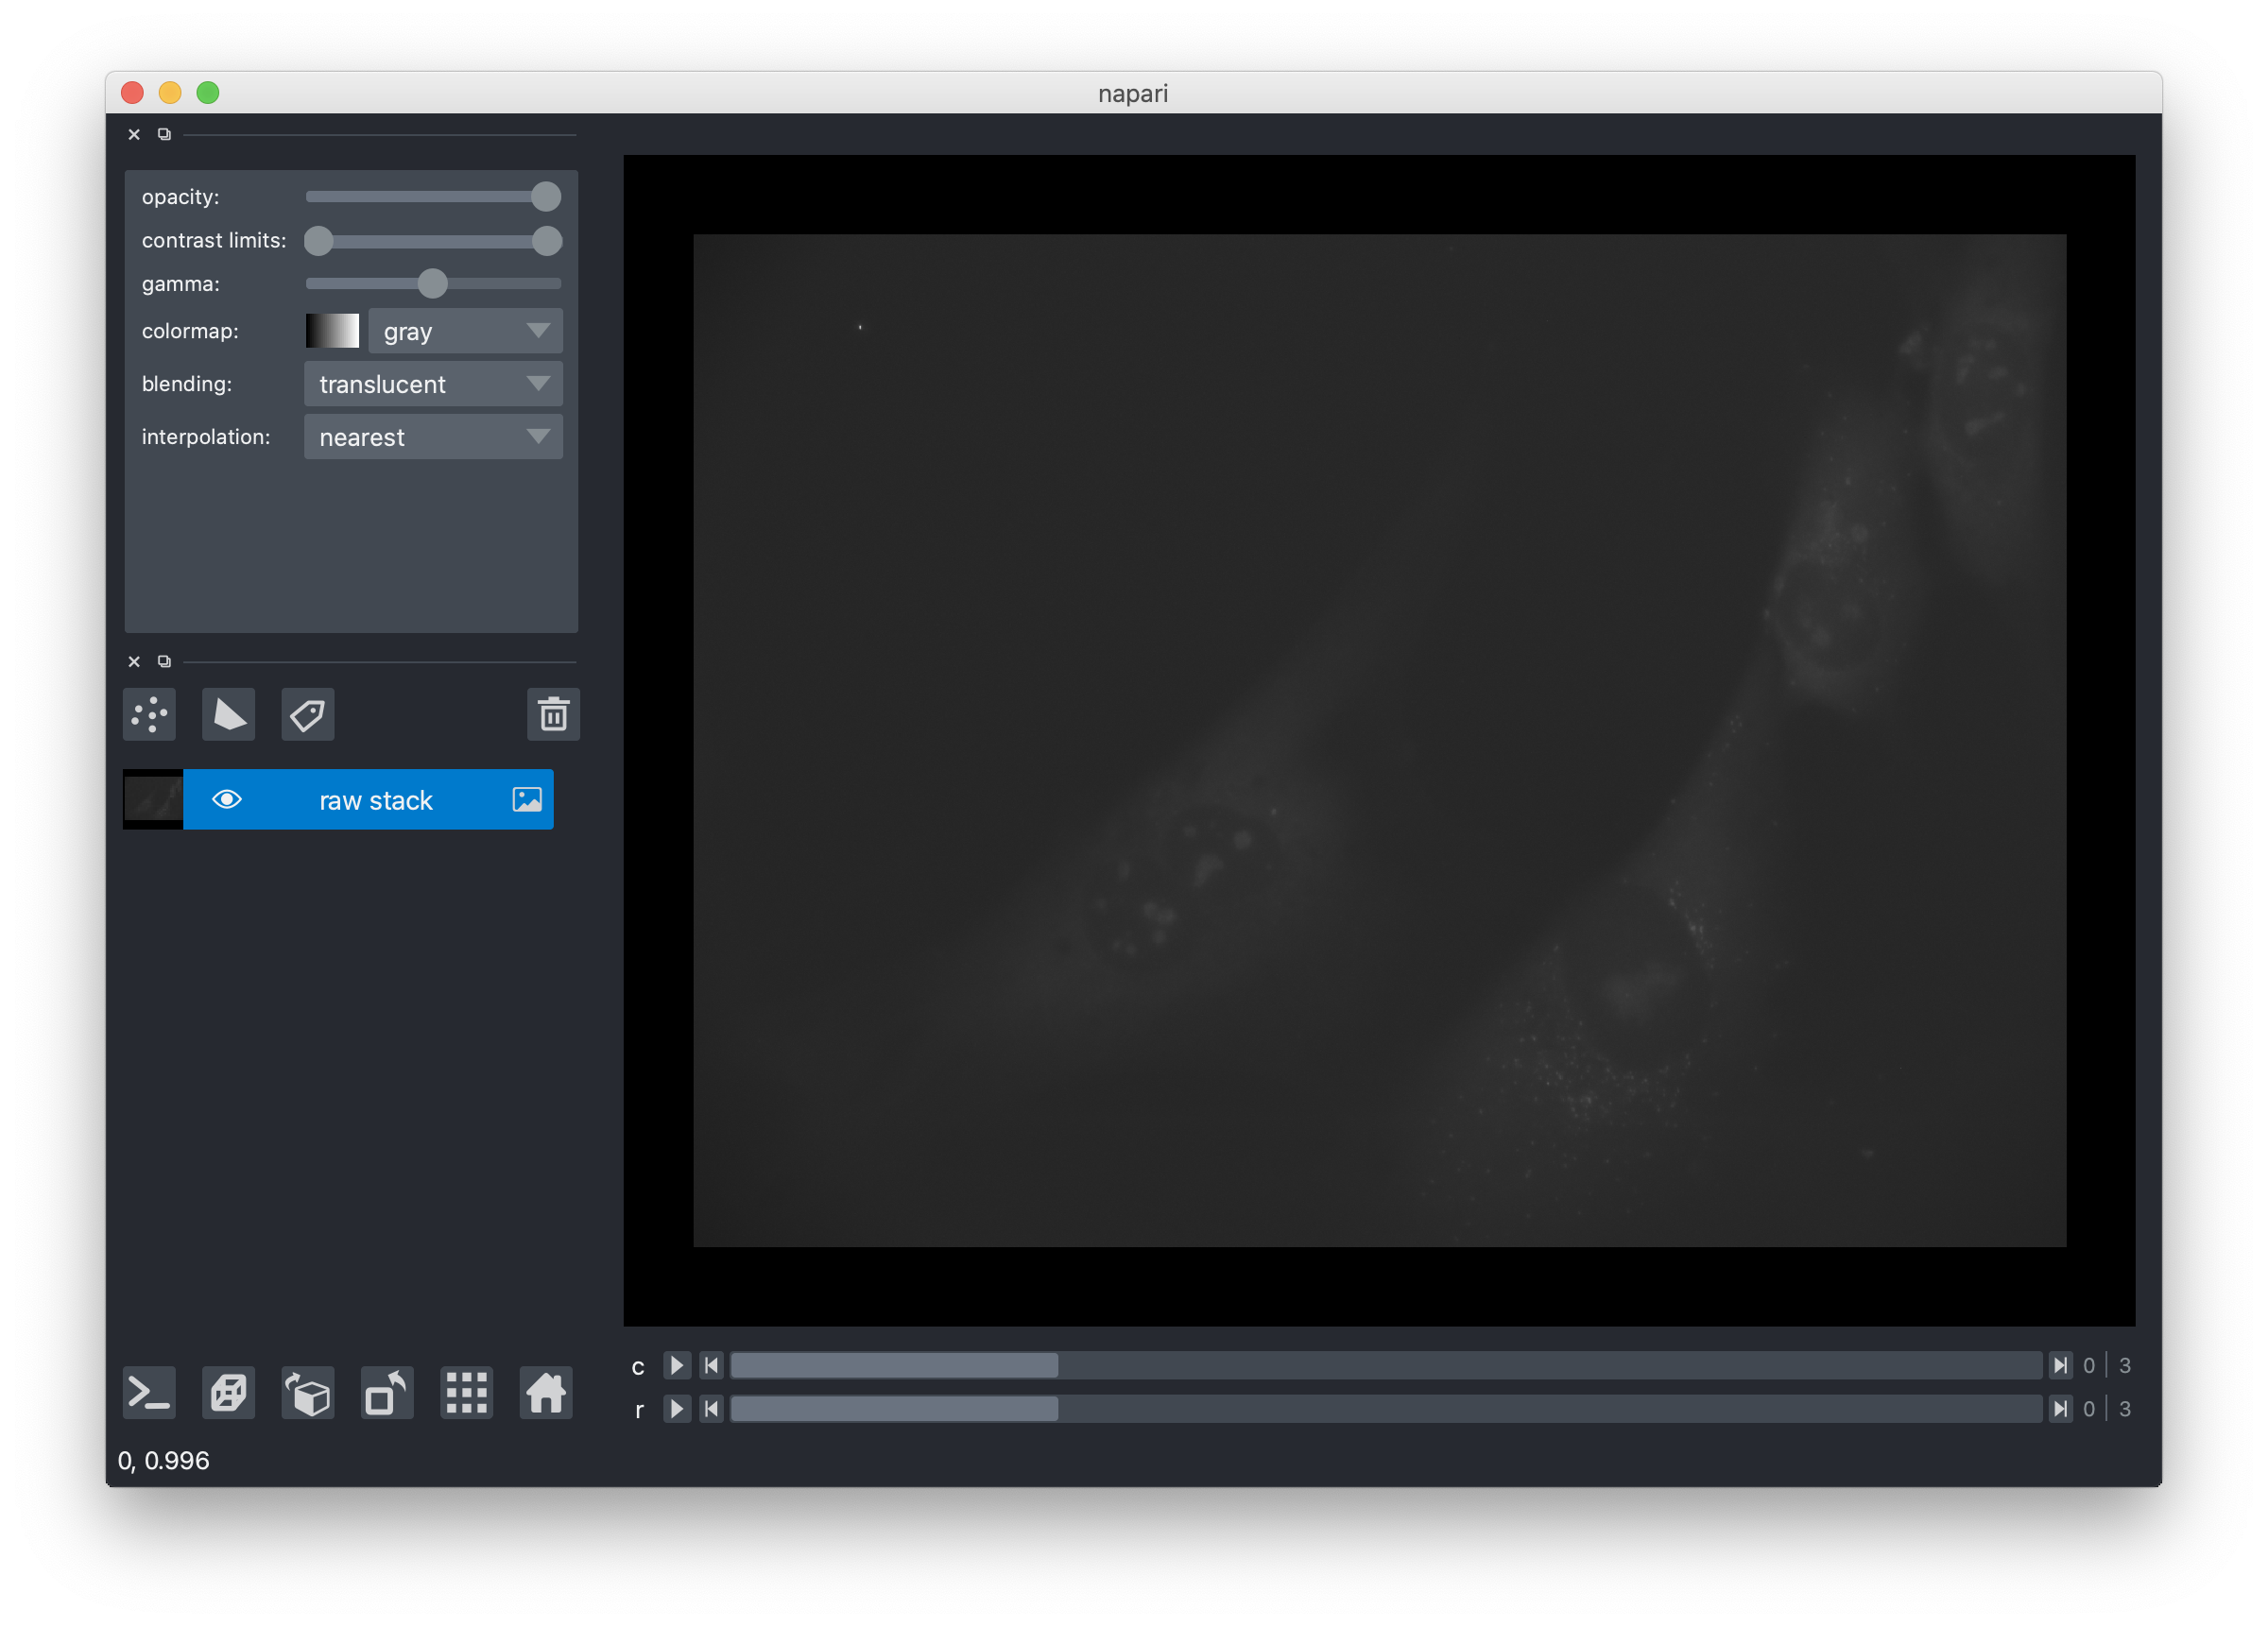 napari
opacity:
contrast limits:
gamma:
colormap: gray
blending: translucent
interpolation: nearest
raw stack
c 0 3
r 0 3
0, 0.996